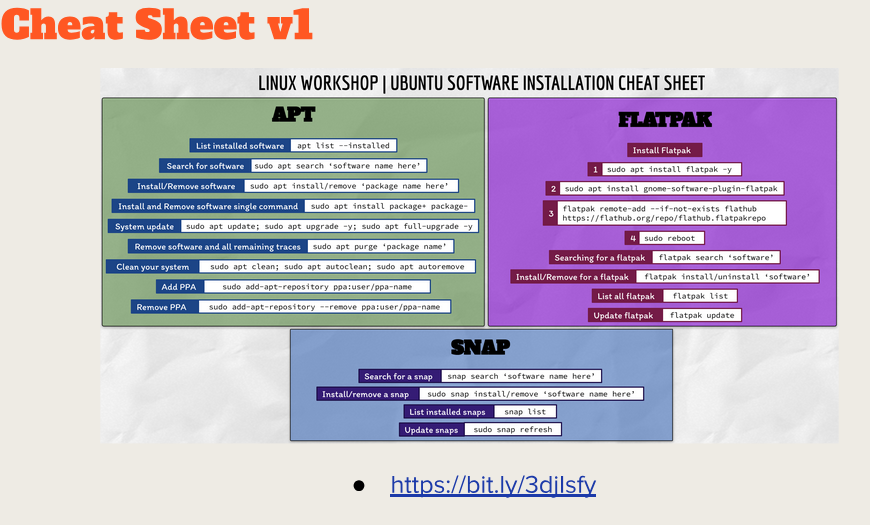 Cheat Sheet v1
LINUX WORKSHOP | UBUNTU SOFTWARE INSTALLATION CHEAT SHEET
APT
List installed software apt list --installed
Search for software sudo apt search ‘software name here’
Install/Remove software sudo apt install/remove ‘package name here’
Install and Remove software single command sudo apt install package+ package-
System update sudo apt update; sudo apt upgrade -y; sudo apt full-upgrade -y
Remove software and all remaining traces sudo apt purge ‘package name’
Clean your system sudo apt clean; sudo apt autoclean; sudo apt autoremove
Add PPA sudo add-apt-repository ppa:user/ppa-name
Remove PPA sudo add-apt-repository --remove ppa:user/ppa-name
FLATPAK
Install Flatpak
1 sudo apt install flatpak -y
2 sudo apt install gnome-software-plugin-flatpak
3 flatpak remote-add --if-not-exists flathub
https://flathub.org/repo/flathub.flatpakrepo
4 sudo reboot
Searching for a flatpak flatpak search ‘software’
Install/Remove for a flatpak flatpak install/uninstall ‘software’
List all flatpak flatpak list
Update flatpak flatpak update
SNAP
Search for a snap snap search ‘software name here’
Install/remove a snap sudo snap install/remove ‘software name here’
List installed snaps snap list
Update snaps sudo snap refresh
● https://bit.ly/3djlsfy